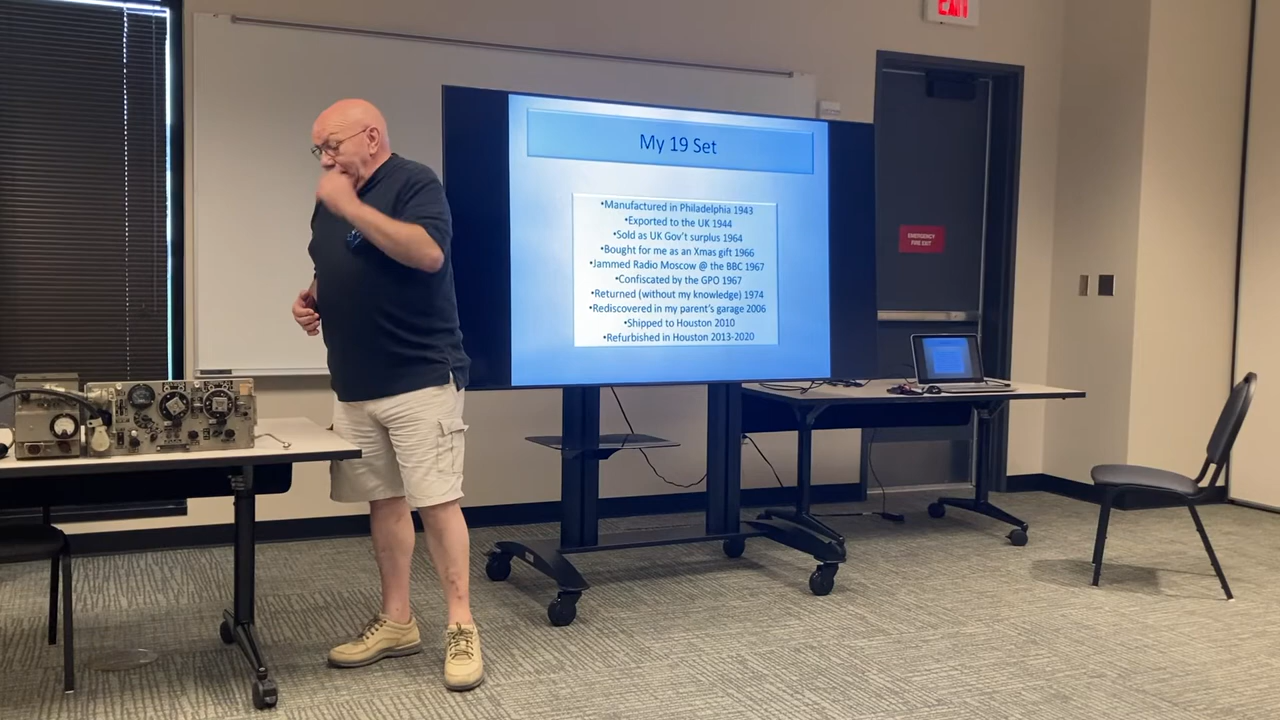 EXIT
My 19 Set
•Manufactured in Philadelphia 1943
•Exported to the UK 1944
•Sold as UK Gov't surplus 1964
•Bought for me as an Xmas gift 1966
•Jammed Radio Moscow @ the BBC 1967
•Confiscated by the GPO 1967
•Returned (without my knowledge) 1974
•Rediscovered in my parent's garage 2006
•Shipped to Houston 2010
•Refurbished in Houston 2013-2020
EMERGENCY
FIRE EXIT